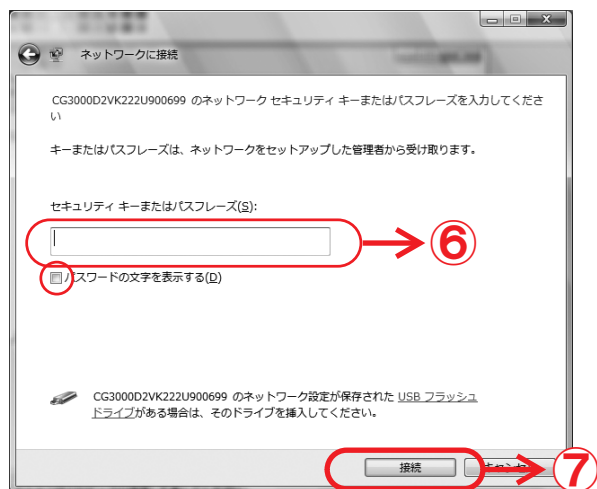 ネットワークに接続
CG3000D2VK222U900699 のネットワーク セキュリティ キーまたはパスフレーズを入力してくださ
い
キーまたはパスフレーズは、ネットワークをセットアップした管理者から受け取ります。
セキュリティ キーまたはパスフレーズ(S):
⑥
パスワードの文字を表示する(D)
CG3000D2VK222U900699 のネットワーク設定が保存された USB フラッシュ
ドライブがある場合は、そのドライブを挿入してください。
接続
キャンセル
⑦